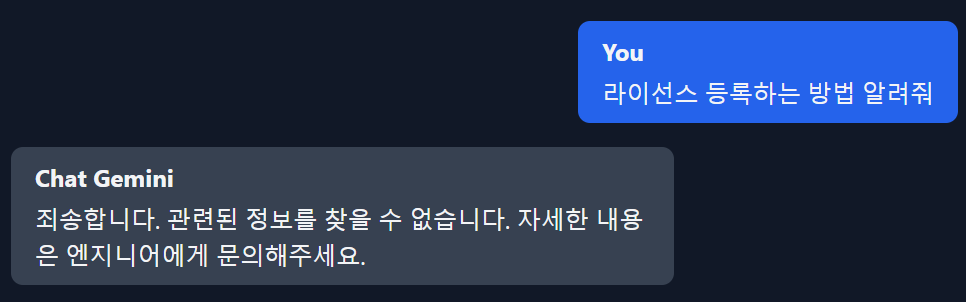 You
라이선스 등록하는 방법 알려줘
Chat Gemini
죄송합니다. 관련된 정보를 찾을 수 없습니다. 자세한 내용
은 엔지니어에게 문의해주세요.